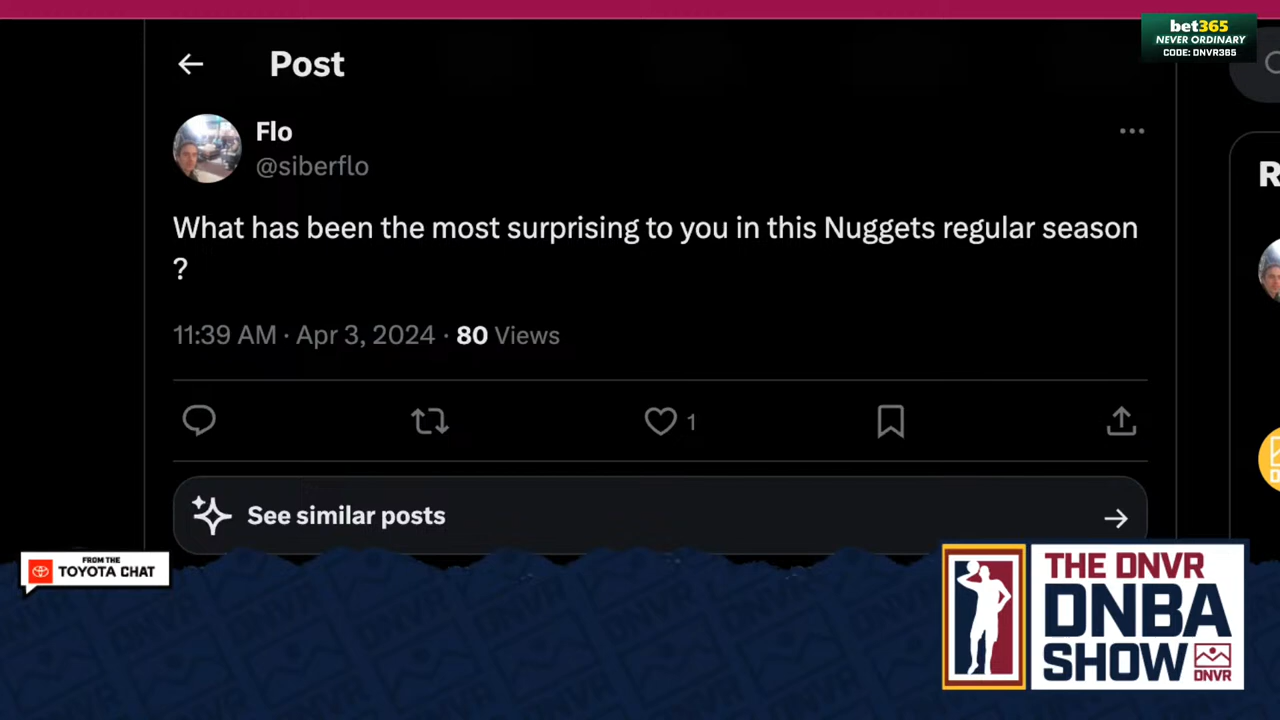 bet365
NEVER ORDINARY
CODE: DNVR365
Post
Flo
@siberflo
What has been the most surprising to you in this Nuggets regular season
?
11:39 AM · Apr 3, 2024 · 80 Views
1
See similar posts
R
FROM THE
TOYOTA CHAT
THE DNVR
DNBA
SHOW
DNVR